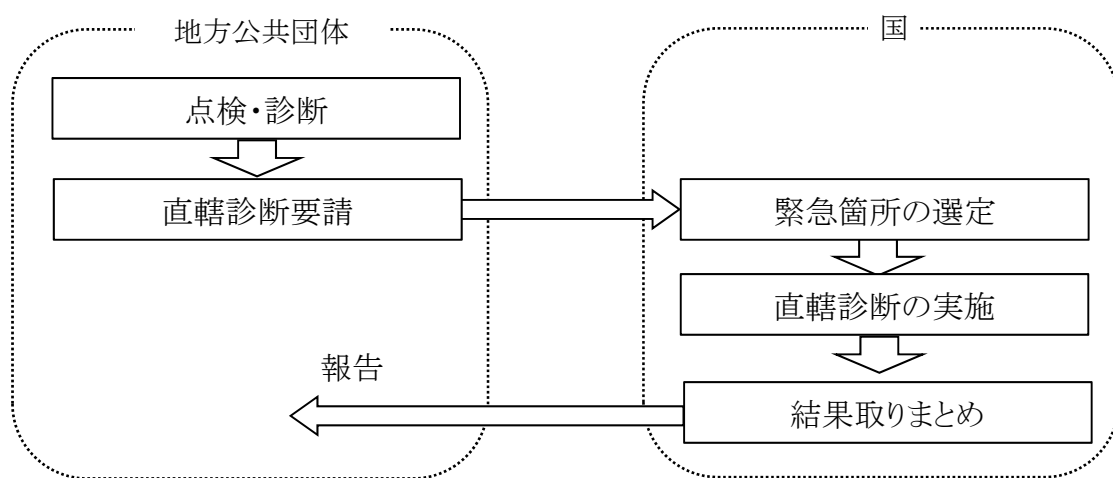 地方公共団体
国
点検・診断
直轄診断要請
緊急箇所の選定
直轄診断の実施
報告
結果取りまとめ